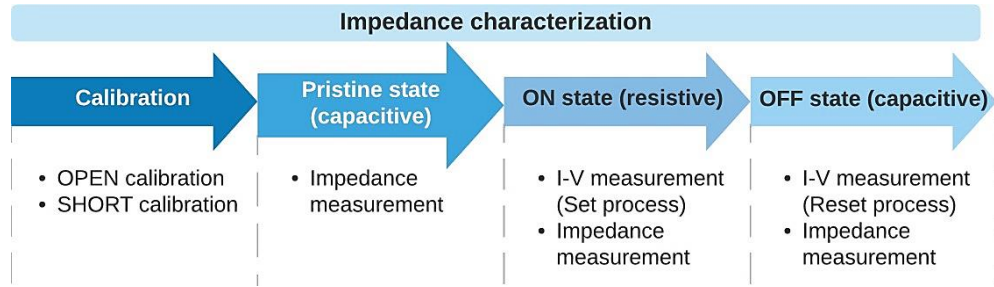 Impedance characterization
Calibration
Pristine state
(capacitive)
ON state (resistive)
OFF state (capacitive)
• OPEN calibration
• SHORT calibration
• Impedance
measurement
• I-V measurement
(Set process)
• Impedance
measurement
• I-V measurement
(Reset process)
• Impedance
measurement